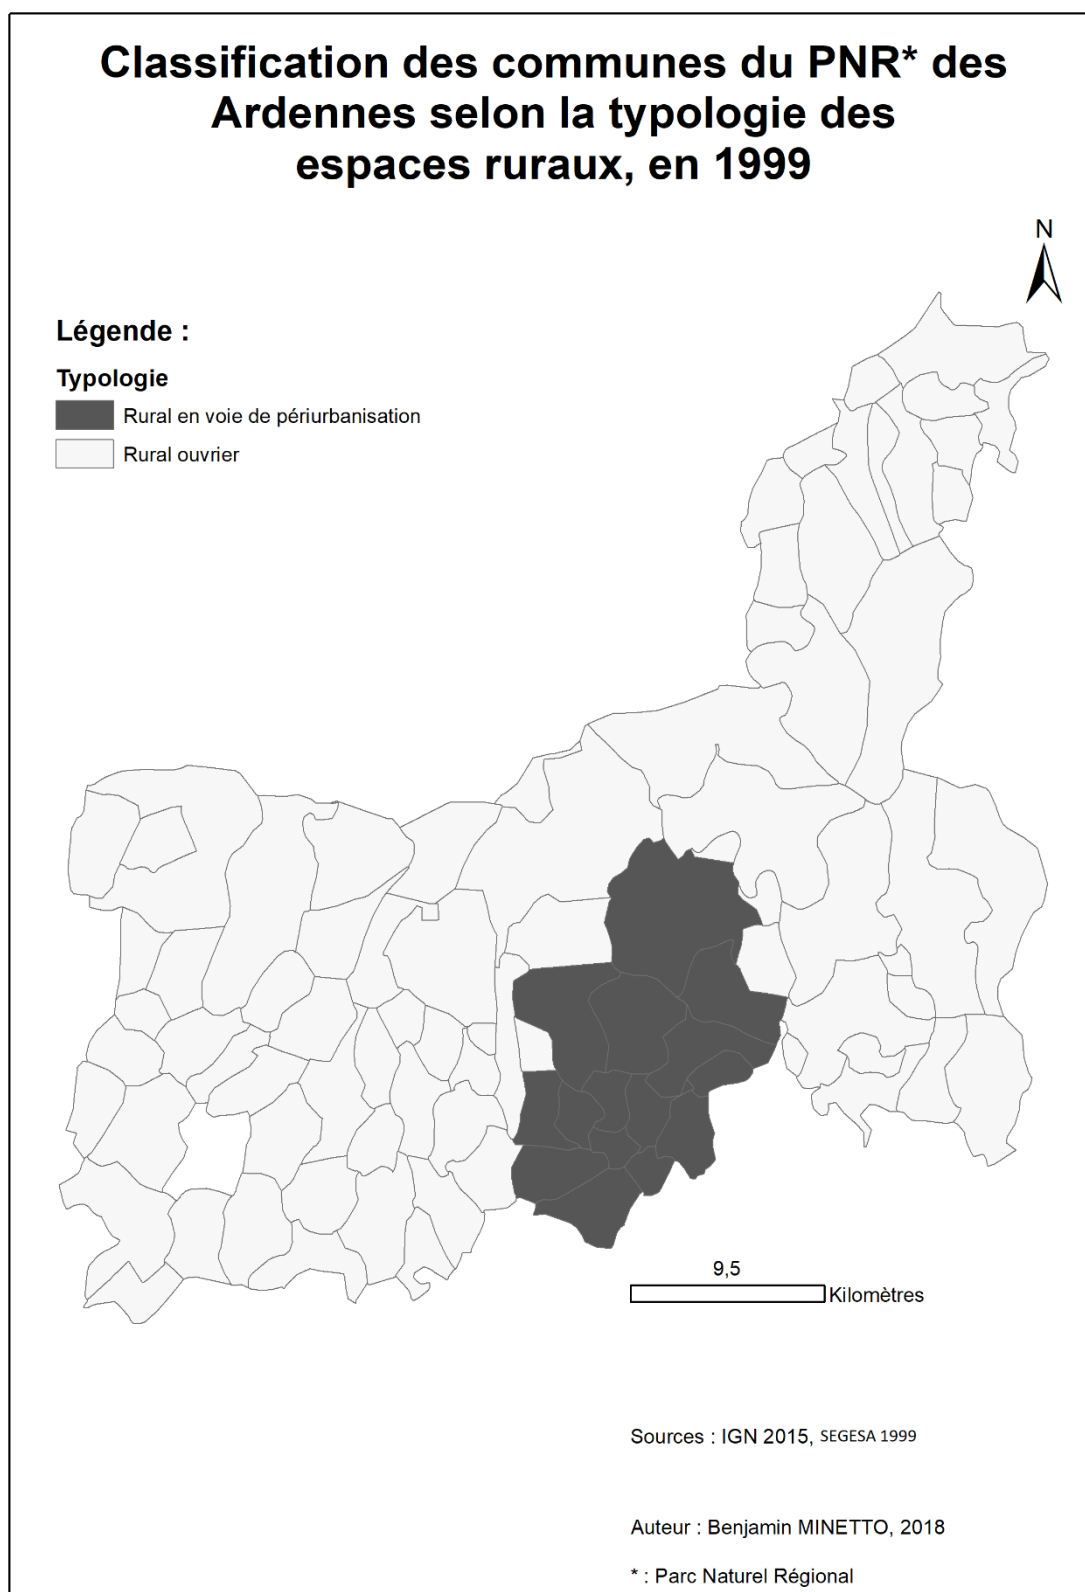 Classification des communes du PNR* des
Ardennes selon la typologie des
espaces ruraux, en 1999
N
Légende :
Typologie
Rural en voie de périurbanisation
Rural ouvrier
9,5
Kilomètres
Sources : IGN 2015, SEGESA 1999
Auteur : Benjamin MINETTO, 2018
* : Parc Naturel Régional